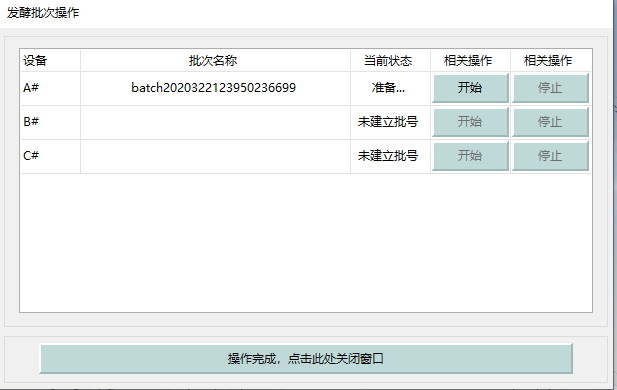 发酵批次操作
设备 批次名称 当前状态 相关操作 相关操作
A# batch2020322123950236699 准备... 开始 停止
B# 未建立批号 开始 停止
C# 未建立批号 开始 停止
操作完成，点击此处关闭窗口